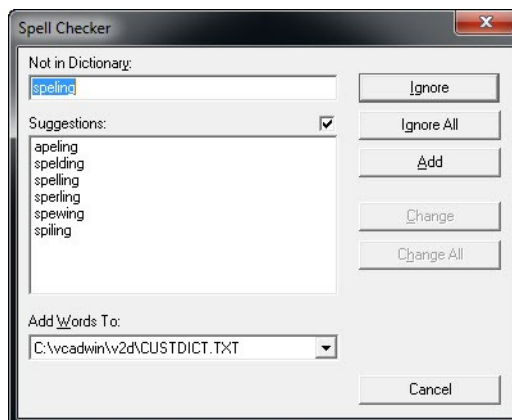 Spell Checker
Not in Dictionary:
speling
Ignore
Suggestions:
Ignore All
apeling
spelding
spelling
sperling
spewing
spiling
Add
Change
Change All
Add Words To:
C:\vcadwin\v2d\CUSTDICT.TXT
Cancel